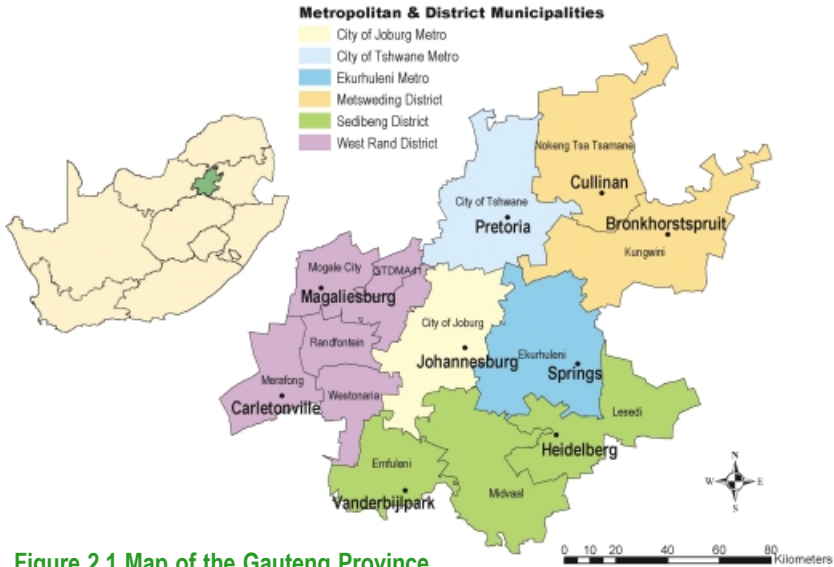 Metropolitan & District Municipalities
City of Joburg Metro
City of Tshwane Metro
Ekurhuleni Metro
Metsweding District
Sedibeng District
West Rand District
Nokeng Tsa Tsamane
Cullinan
City of Tshwane
Pretoria
Bronkhorstspruit
Kungwini
Mogale City
GTDMA41
Magaliesburg
City of Joburg
Randfontein
Johannesburg
Ekurhuleni
Springs
Merafong
Westonaria
Carletonville
Lesedi
Heidelberg
Emfuleni
Midvaal
Vanderbijlpark
N
W E
S
0 10 20 40 60 80
Kilometers
Figure 2.1 Map of the Gauteng Province